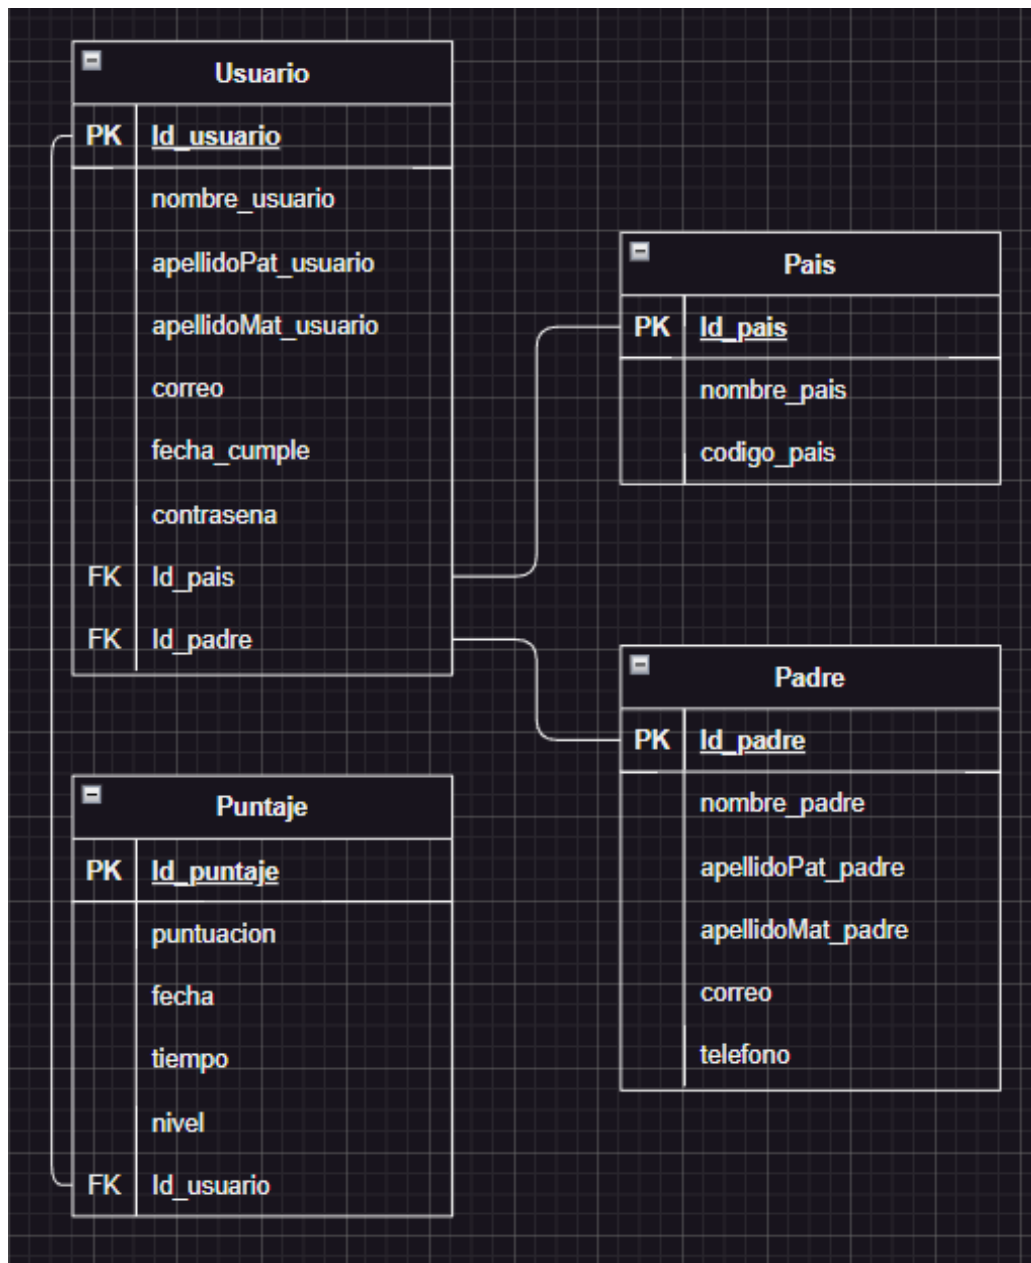 Usuario
PK Id_usuario
nombre_usuario
apellidoPat_usuario
apellidoMat_usuario
correo
fecha_cumple
contrasena
FK Id_pais
FK Id_padre
Pais
PK Id_pais
nombre_pais
codigo_pais
Padre
PK Id_padre
nombre_padre
apellidoPat_padre
apellidoMat_padre
correo
telefono
Puntaje
PK Id_puntaje
puntuacion
fecha
tiempo
nivel
FK Id_usuario